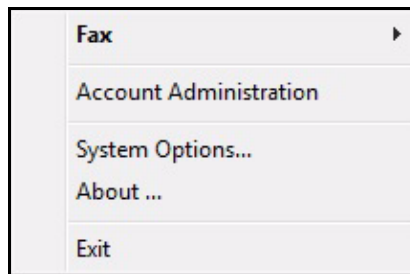 Fax
Account Administration
System Options...
About ...
Exit